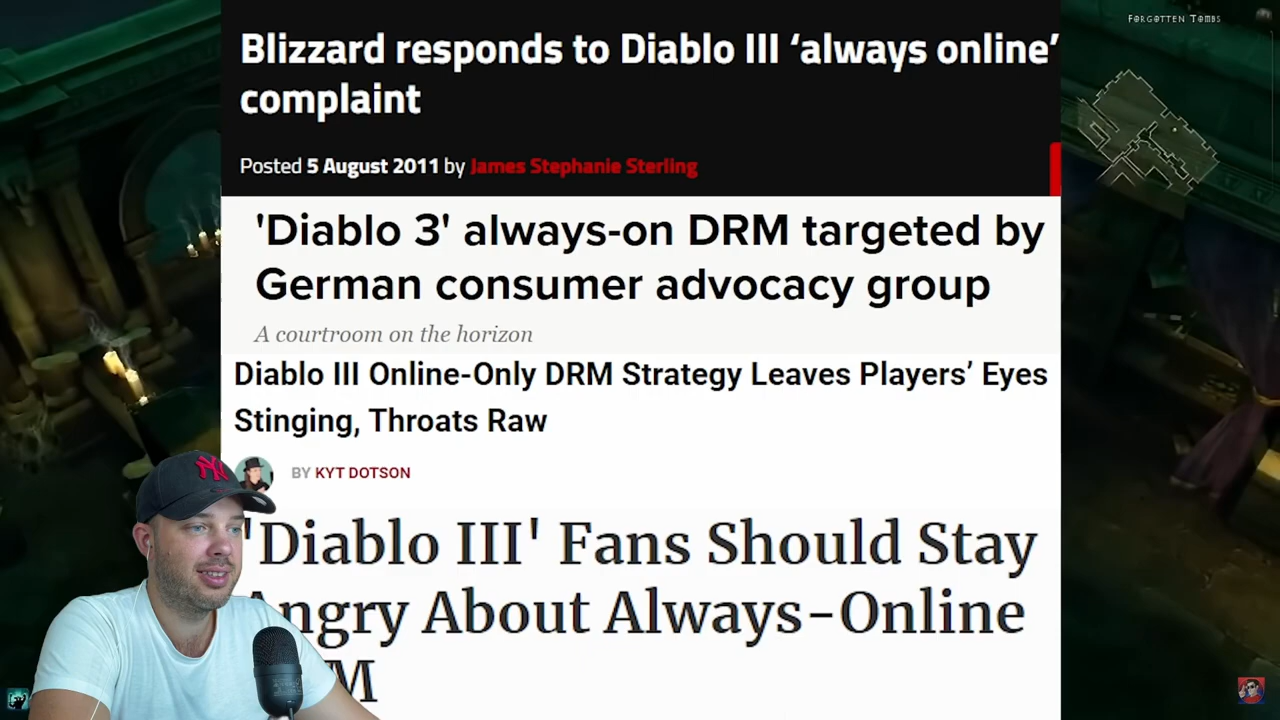 Forgotten Tombs
Blizzard responds to Diablo III ‘always online’
complaint
Posted 5 August 2011 by James Stephanie Sterling
'Diablo 3' always-on DRM targeted by
German consumer advocacy group
A courtroom on the horizon
Diablo III Online-Only DRM Strategy Leaves Players’ Eyes
Stinging, Throats Raw
BY KYT DOTSON
'Diablo III' Fans Should Stay
Angry About Always-Online
M
NY